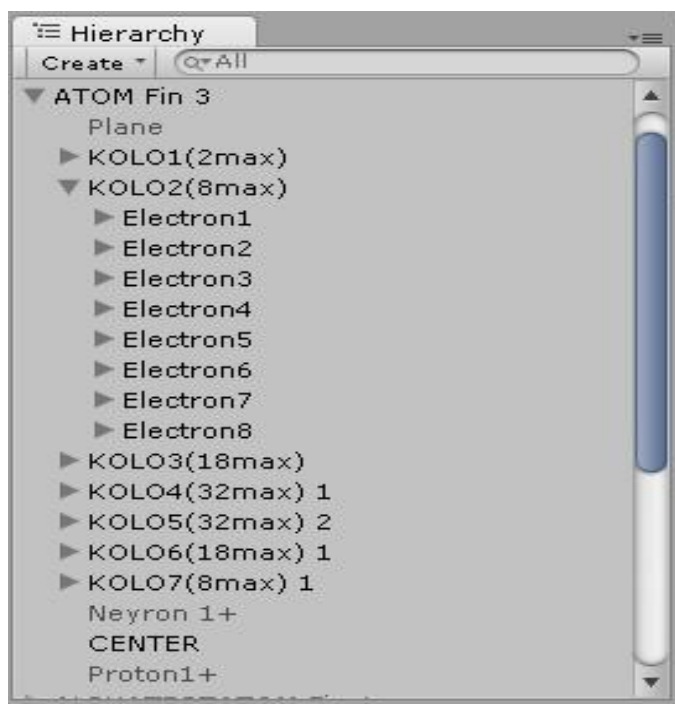 Hierarchy
Create All
ATOM Fin 3
Plane
KOLO1(2max)
KOLO2(8max)
Electron1
Electron2
Electron3
Electron4
Electron5
Electron6
Electron7
Electron8
KOLO3(18max)
KOLO4(32max) 1
KOLO5(32max) 2
KOLO6(18max) 1
KOLO7(8max) 1
Neyron 1+
CENTER
Proton1+